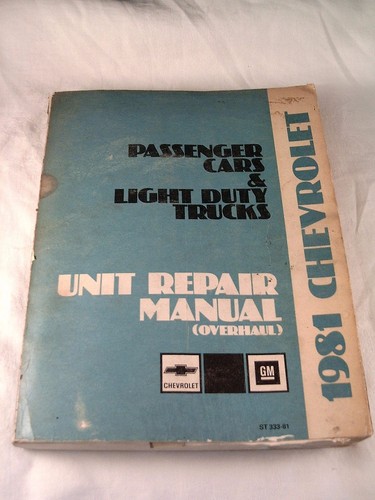 PASSENGER
CARS
&
LIGHT DUTY
TRUCKS
UNIT REPAIR
MANUAL
(OVERHAUL)
CHEVROLET
GM
ST 333-81
1981 CHEVROLET